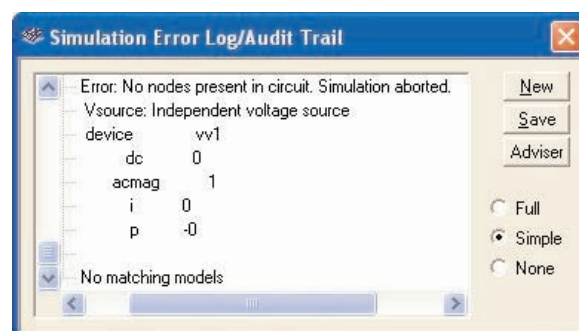 Simulation Error Log/Audit Trail
Error: No nodes present in circuit. Simulation aborted.
Vsource: Independent voltage source
device vv1
dc 0
acmag 1
i 0
p -0
No matching models
New
Save
Adviser
Full
Simple
None